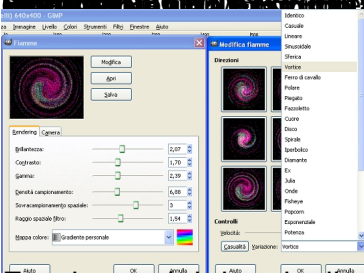 640x400 - GIMP
Immagine Livello Colori Strumenti Filtri Finestre Aiuto
Fiamme
Modifica
Apri
Salva
Rendering Camera
Brillantezza: 2,07
Contrasto: 1,70
Gamma: 2,39
Densità campionamento: 6,88
Sovracampionamento spaziale: 3
Raggio spaziale filtro: 1,54
Mappa colore: Gradiente personale
Aiuto OK Annulla
Modifica fiamme
Direzioni
Controlli
Velocità:
Casualità Variazione: Vortice
Aiuto OK Annulla
Identico
Casuale
Lineare
Sinusoidale
Sferica
Vortice
Ferro di cavallo
Polare
Piegato
Fazzoletto
Cuore
Disco
Spirale
Iperbolico
Diamante
Ex
Julia
Onde
Fisheye
Popcorn
Exponenziale
Potenza